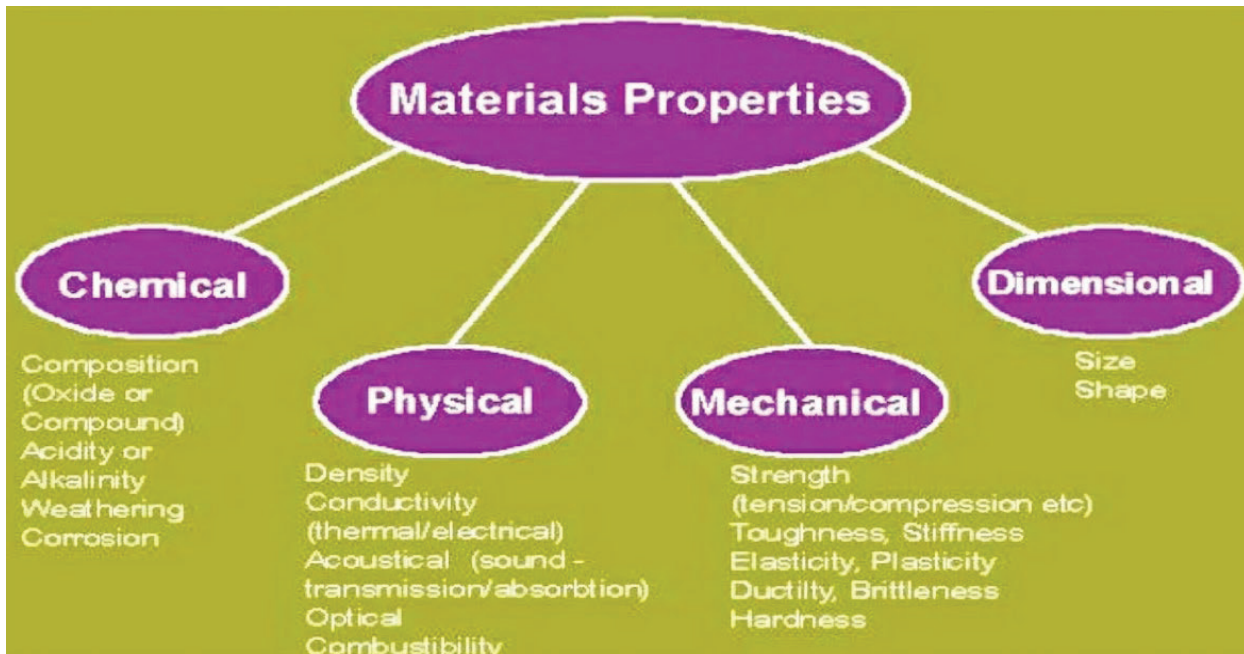 Materials Properties
Chemical
Composition
(Oxide or
Compound)
Acidity or
Alkalinity
Weathering
Corrosion
Physical
Density
Conductivity
(thermal/electrical)
Acoustical (sound -
transmission/absorbtion)
Optical
Combustibility
Mechanical
Strength
(tension/compression etc)
Toughness, Stiffness
Elasticity, Plasticity
Ductilty, Brittleness
Hardness
Dimensional
Size
Shape